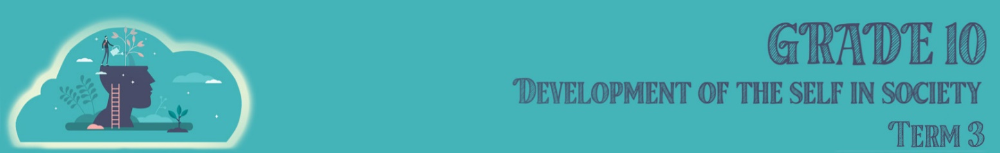 GRADE 10
DEVELOPMENT OF THE SELF IN SOCIETY
TERM 3